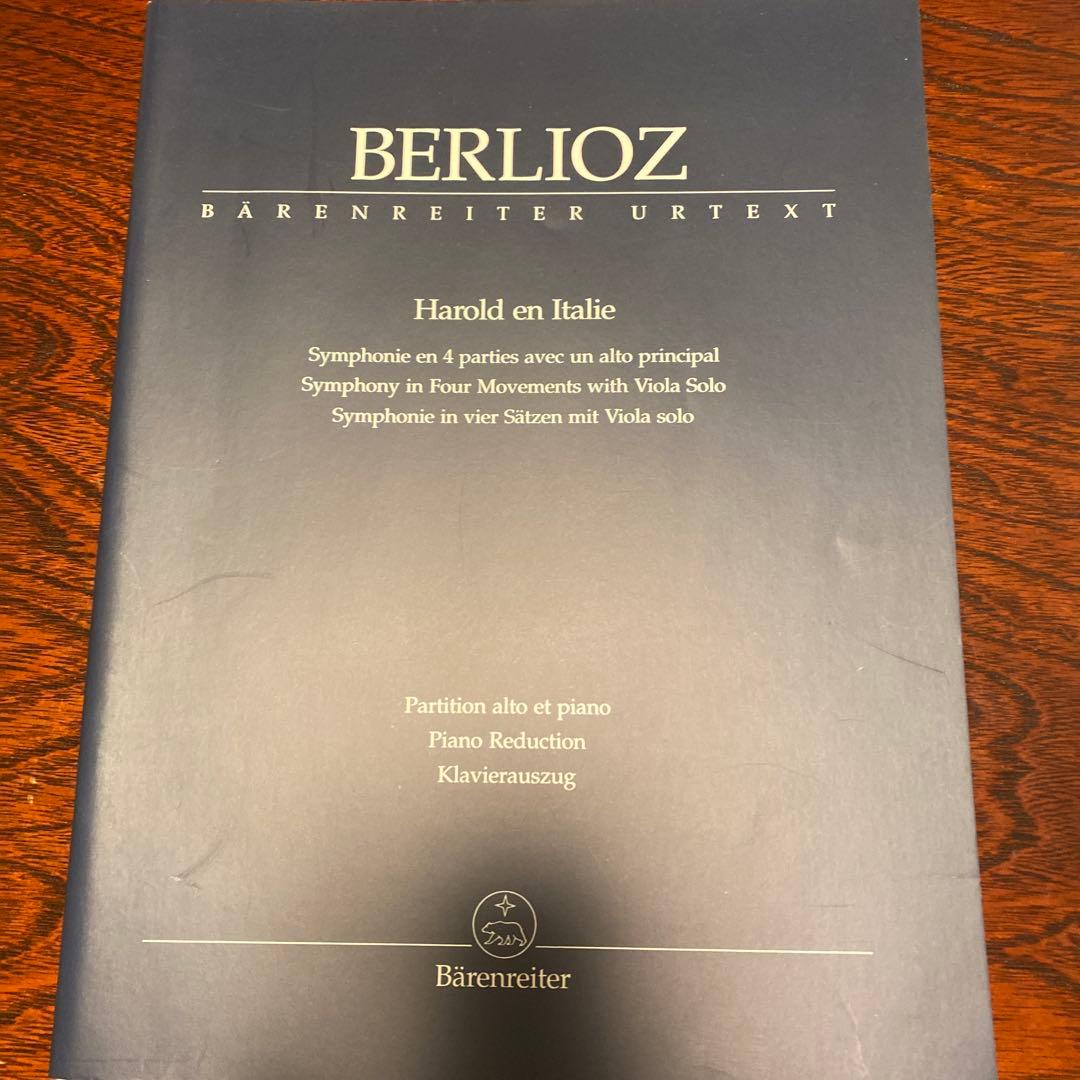 BERLIOZ
BÄRENREITER URTEXT
Harold en Italie
Symphonie en 4 parties avec un alto principal
Symphony in Four Movements with Viola Solo
Symphonie in vier Sätzen mit Viola solo
Partition alto et piano
Piano Reduction
Klavierauszug
Bärenreiter